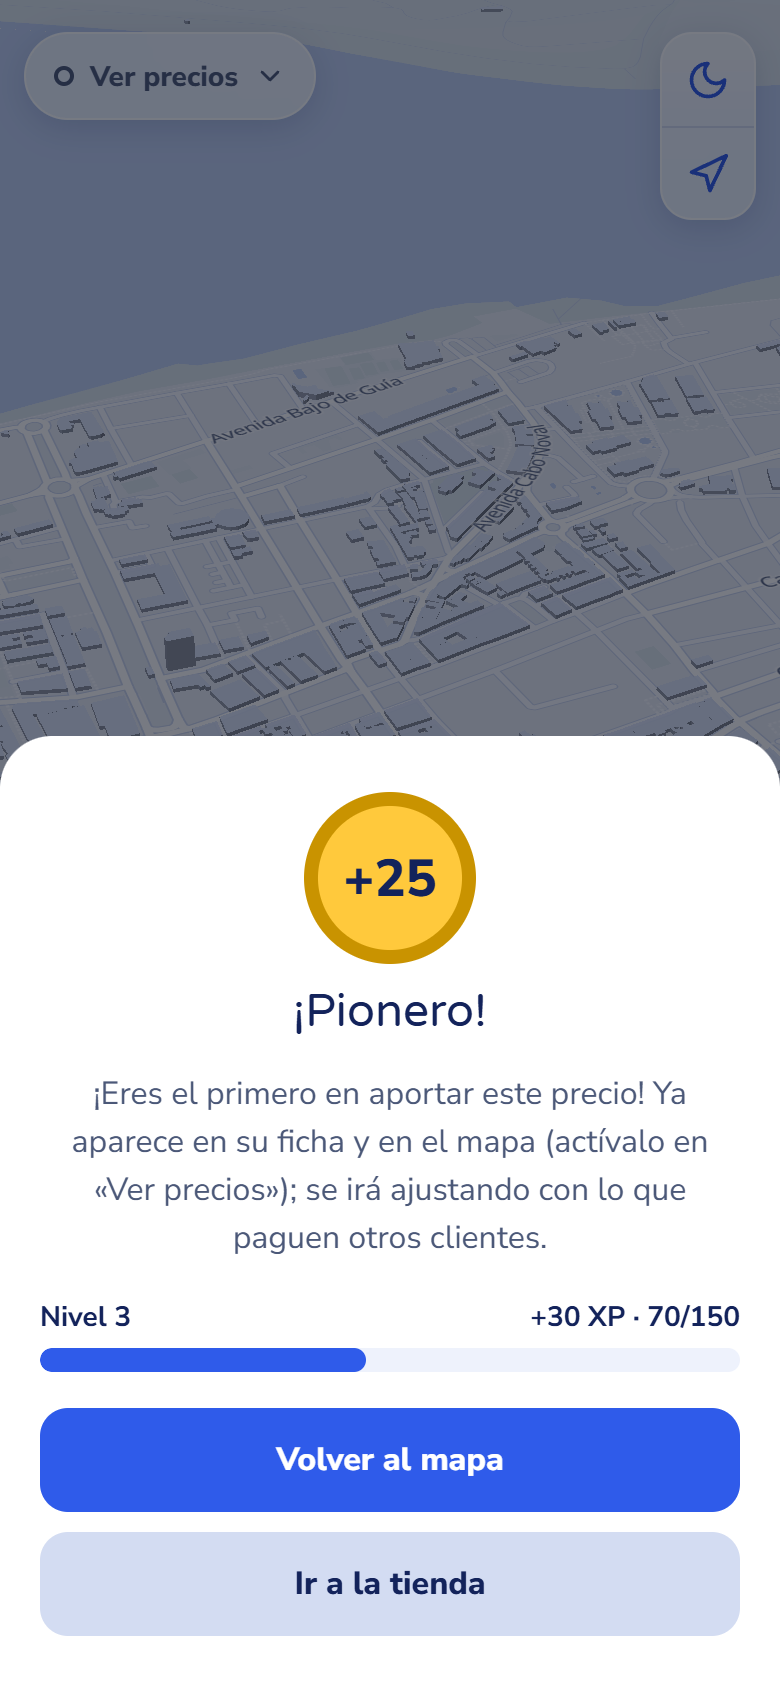 Ver precios
Avenida Bajo de Guía
Avenida Cabo Noval
+25
¡Pionero!
¡Eres el primero en aportar este precio! Ya
aparece en su ficha y en el mapa (actívalo en
«Ver precios»); se irá ajustando con lo que
paguen otros clientes.
Nivel 3
+30 XP · 70/150
Volver al mapa
Ir a la tienda